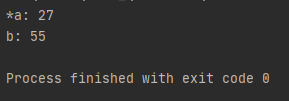 *a: 27
b: 55
Process finished with exit code 0